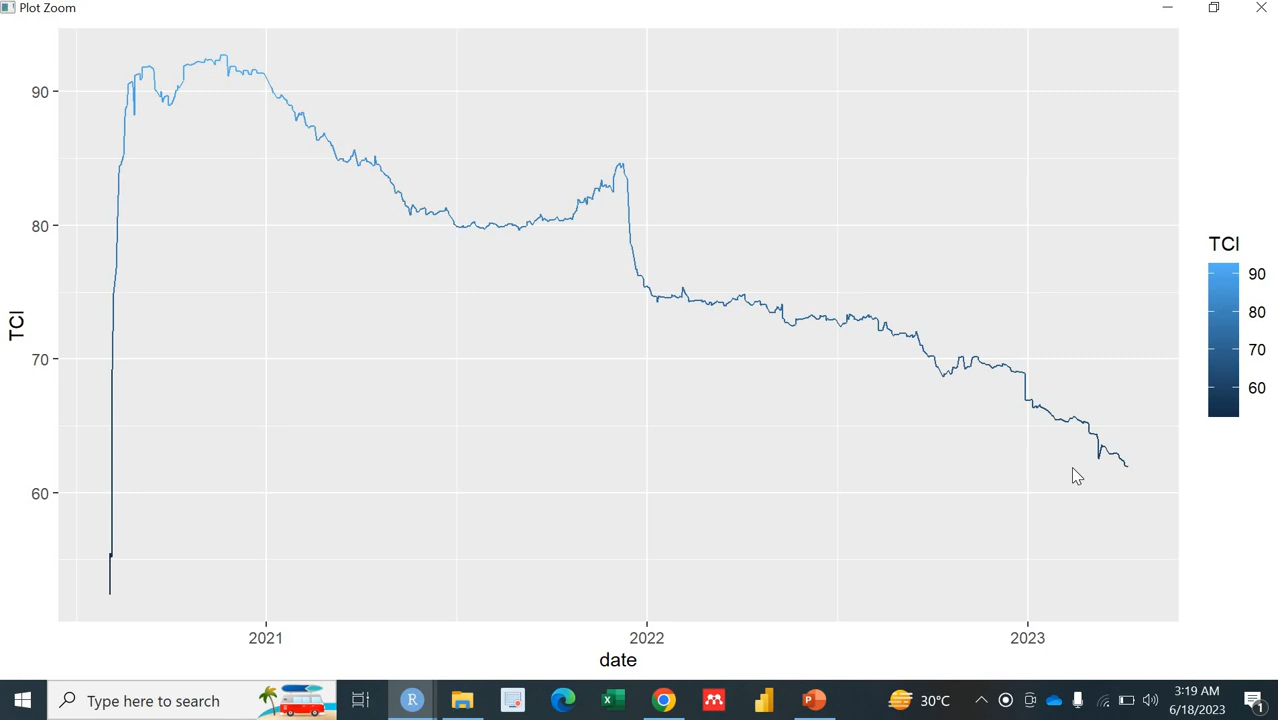 Plot Zoom
90
80
70
60
TCI
2021
2022
2023
date
TCI
90
80
70
60
Type here to search
R
P
30°C
3:19 AM
6/18/2023
1